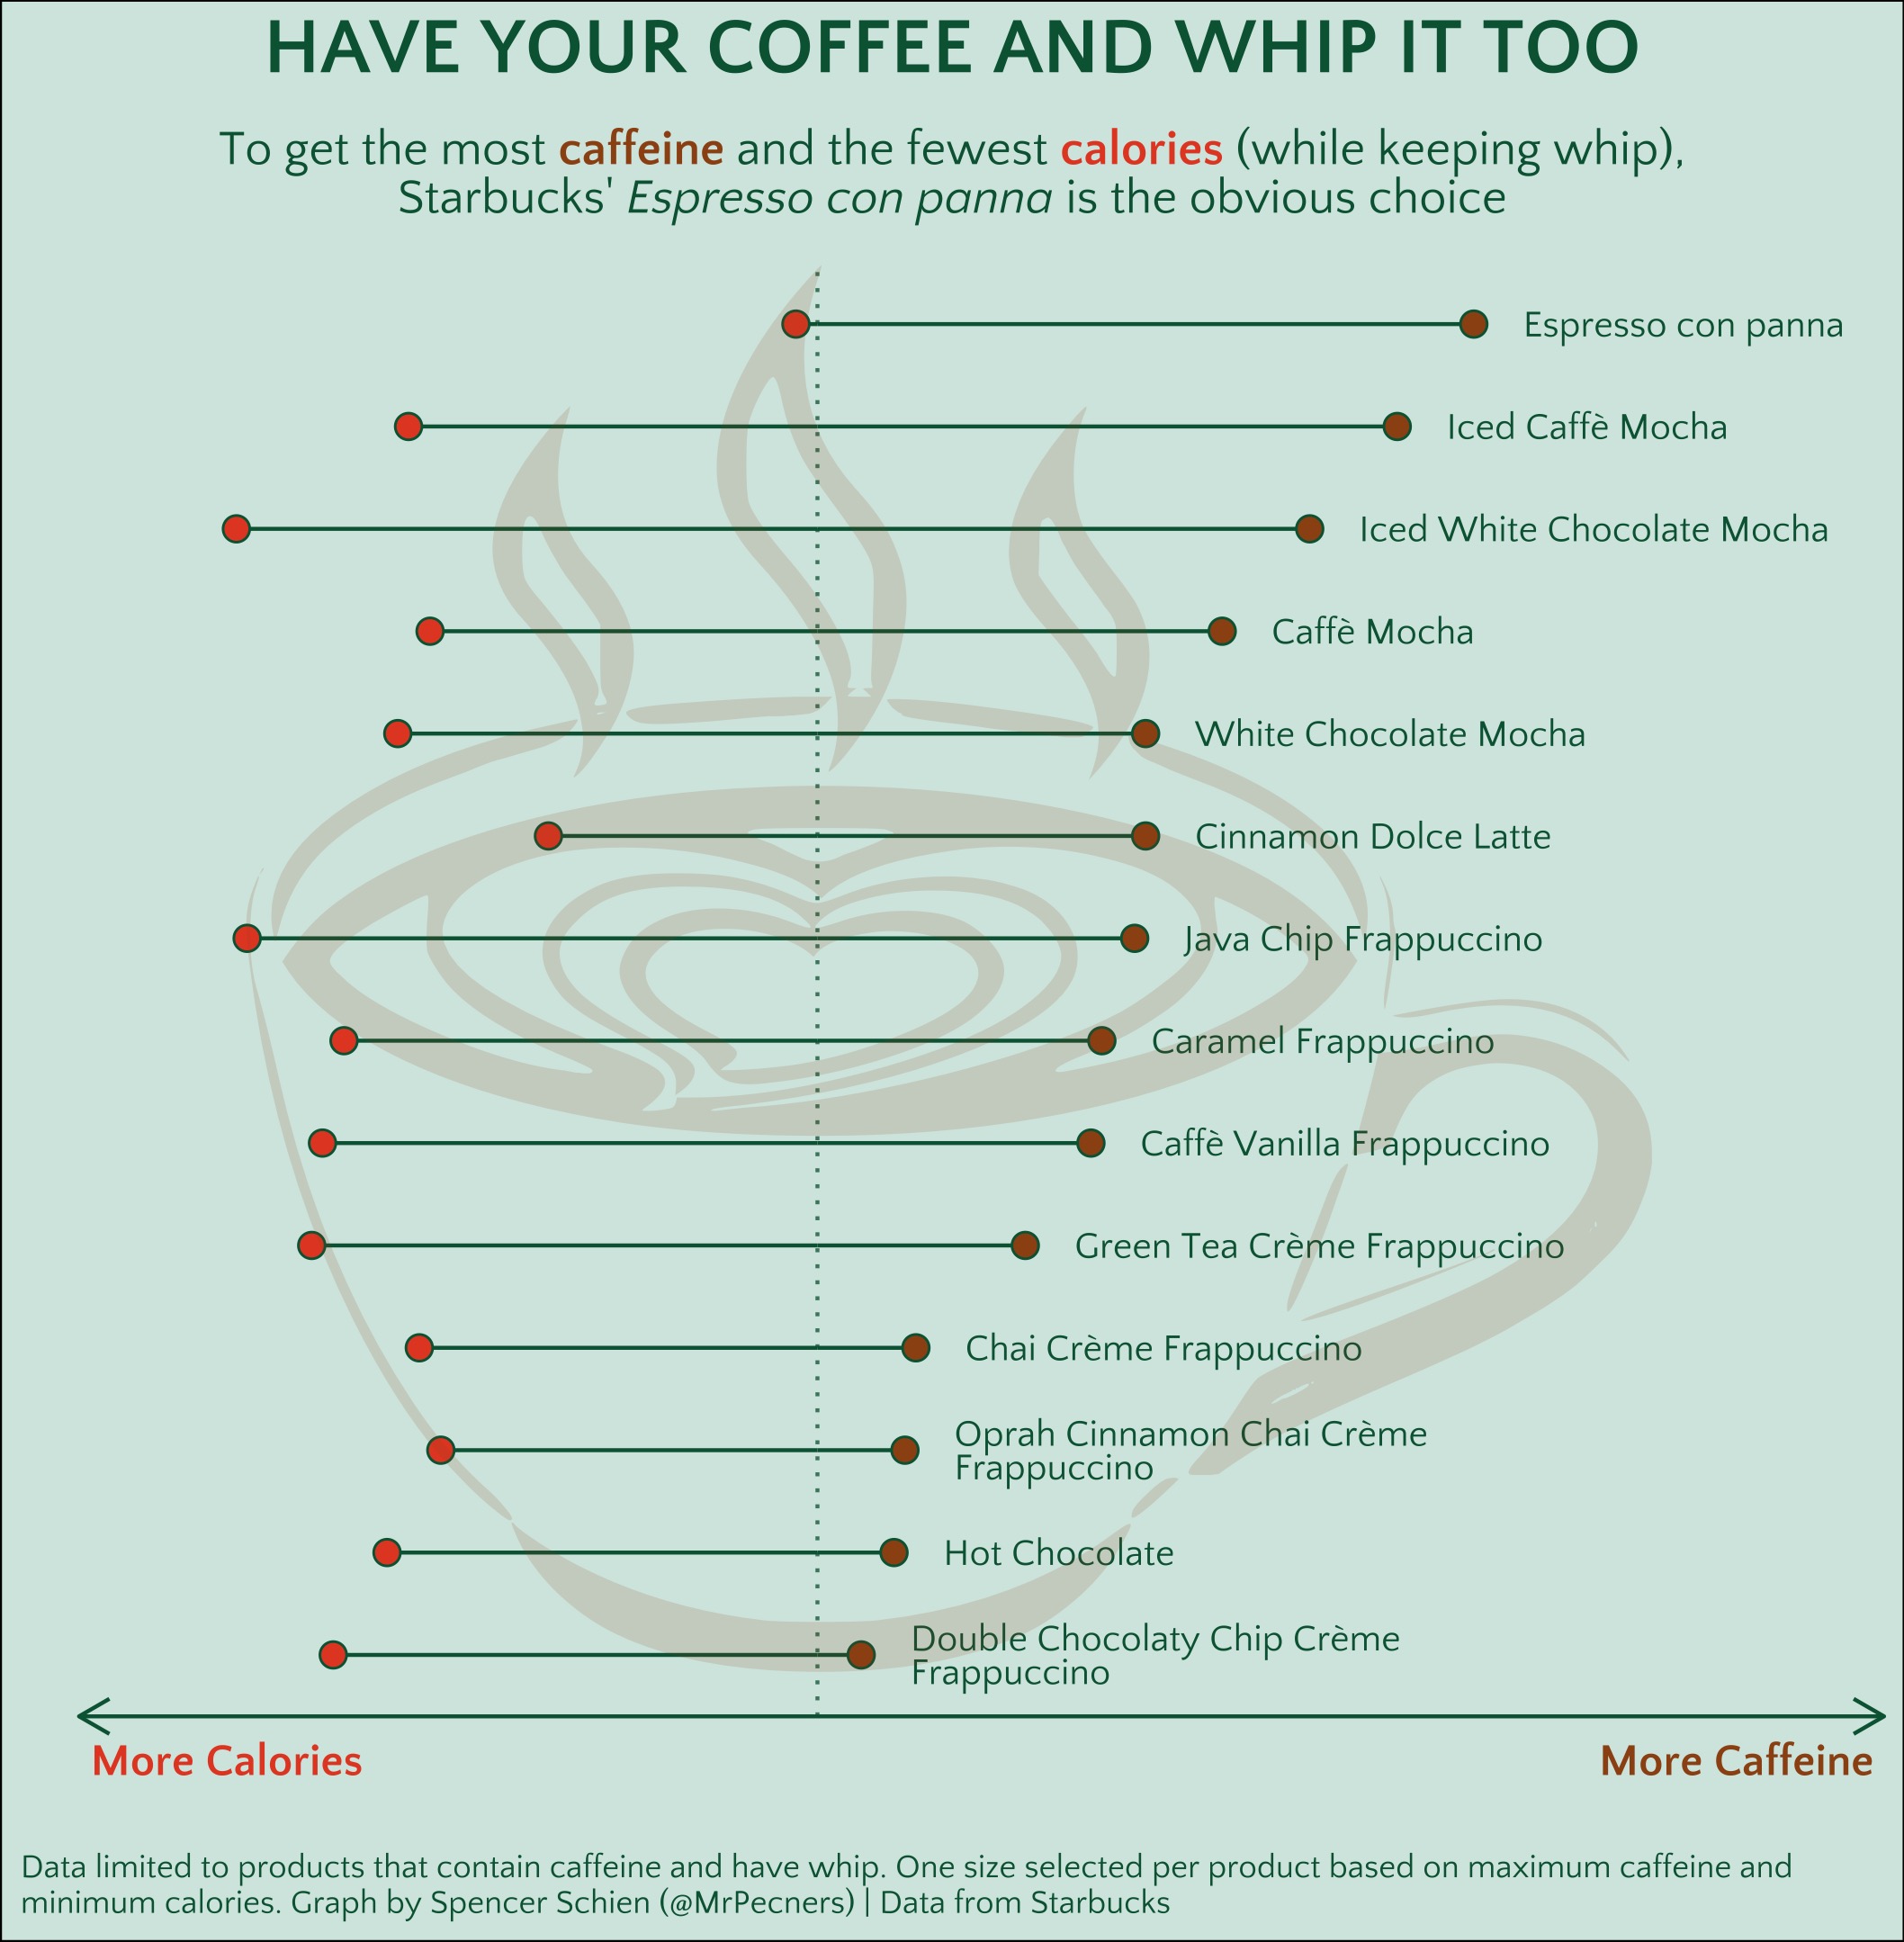 HAVE YOUR COFFEE AND WHIP IT TOO
To get the most caffeine and the fewest calories (while keeping whip),
Starbucks' Espresso con panna is the obvious choice
Espresso con panna
Iced Caffè Mocha
Iced White Chocolate Mocha
Caffè Mocha
White Chocolate Mocha
Cinnamon Dolce Latte
Java Chip Frappuccino
Caramel Frappuccino
Caffè Vanilla Frappuccino
Green Tea Crème Frappuccino
Chai Crème Frappuccino
Oprah Cinnamon Chai Crème
Frappuccino
Hot Chocolate
Double Chocolaty Chip Crème
Frappuccino
More Calories
More Caffeine
Data limited to products that contain caffeine and have whip. One size selected per product based on maximum caffeine and
minimum calories. Graph by Spencer Schien (@MrPecners) | Data from Starbucks